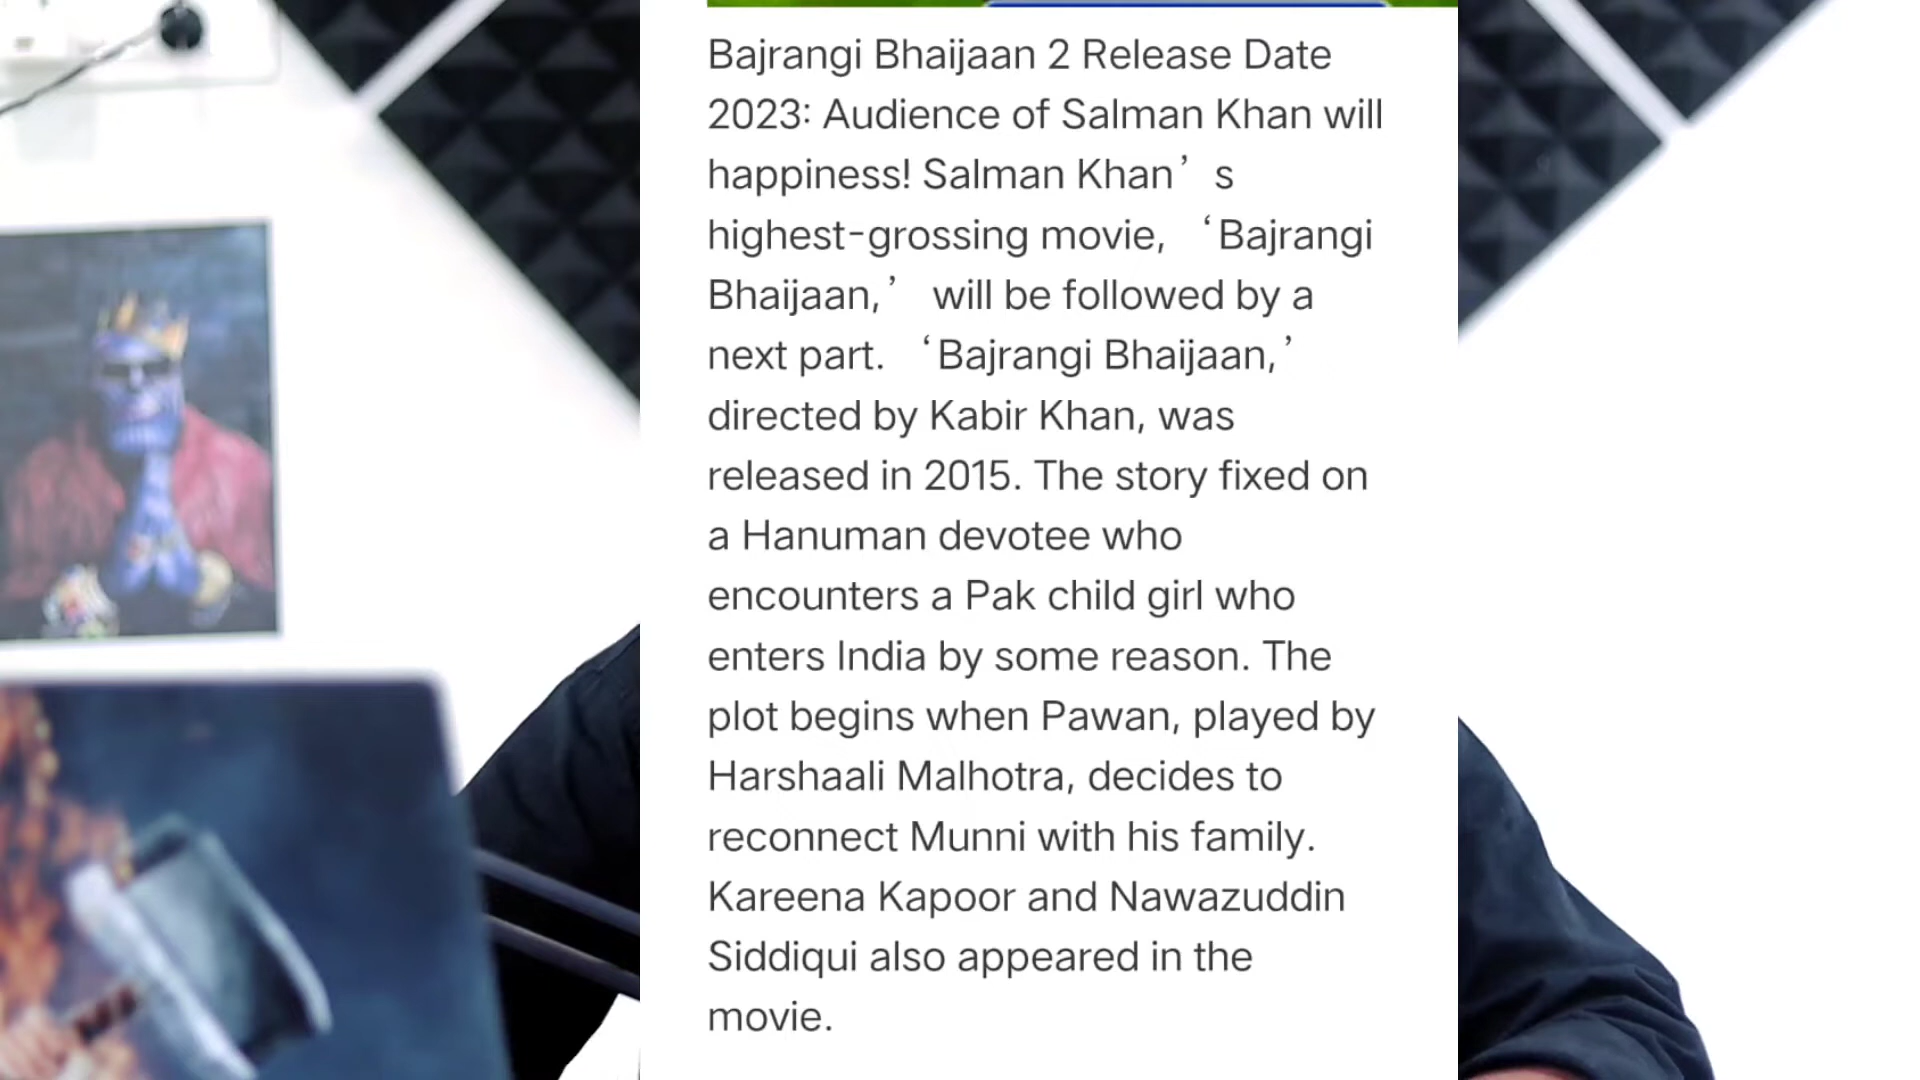 Bajrangi Bhaijaan 2 Release Date
2023: Audience of Salman Khan will
happiness! Salman Khan’s
highest-grossing movie, ‘Bajrangi
Bhaijaan,’ will be followed by a
next part. ‘Bajrangi Bhaijaan,’
directed by Kabir Khan, was
released in 2015. The story fixed on
a Hanuman devotee who
encounters a Pak child girl who
enters India by some reason. The
plot begins when Pawan, played by
Harshaali Malhotra, decides to
reconnect Munni with his family.
Kareena Kapoor and Nawazuddin
Siddiqui also appeared in the
movie.